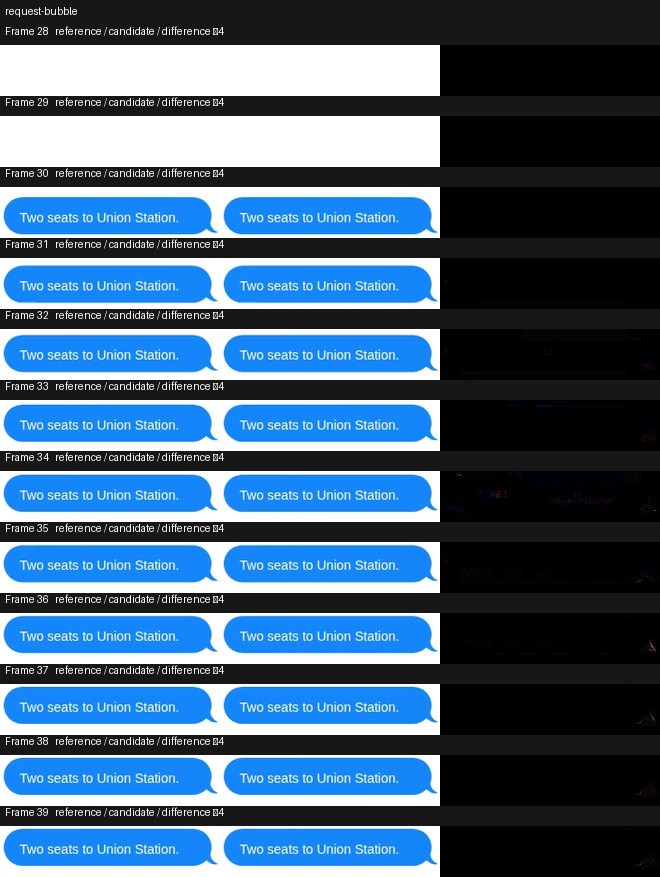 request-bubble
Frame 28 reference / candidate / difference 4
Frame 29 reference / candidate / difference 4
Frame 30 reference / candidate / difference 4
Two seats to Union Station. Two seats to Union Station.
Frame 31 reference / candidate / difference 4
Two seats to Union Station. Two seats to Union Station.
Frame 32 reference / candidate / difference 4
Two seats to Union Station. Two seats to Union Station.
Frame 33 reference / candidate / difference 4
Two seats to Union Station. Two seats to Union Station.
Frame 34 reference / candidate / difference 4
Two seats to Union Station. Two seats to Union Station.
Frame 35 reference / candidate / difference 4
Two seats to Union Station. Two seats to Union Station.
Frame 36 reference / candidate / difference 4
Two seats to Union Station. Two seats to Union Station.
Frame 37 reference / candidate / difference 4
Two seats to Union Station. Two seats to Union Station.
Frame 38 reference / candidate / difference 4
Two seats to Union Station. Two seats to Union Station.
Frame 39 reference / candidate / difference 4
Two seats to Union Station. Two seats to Union Station.